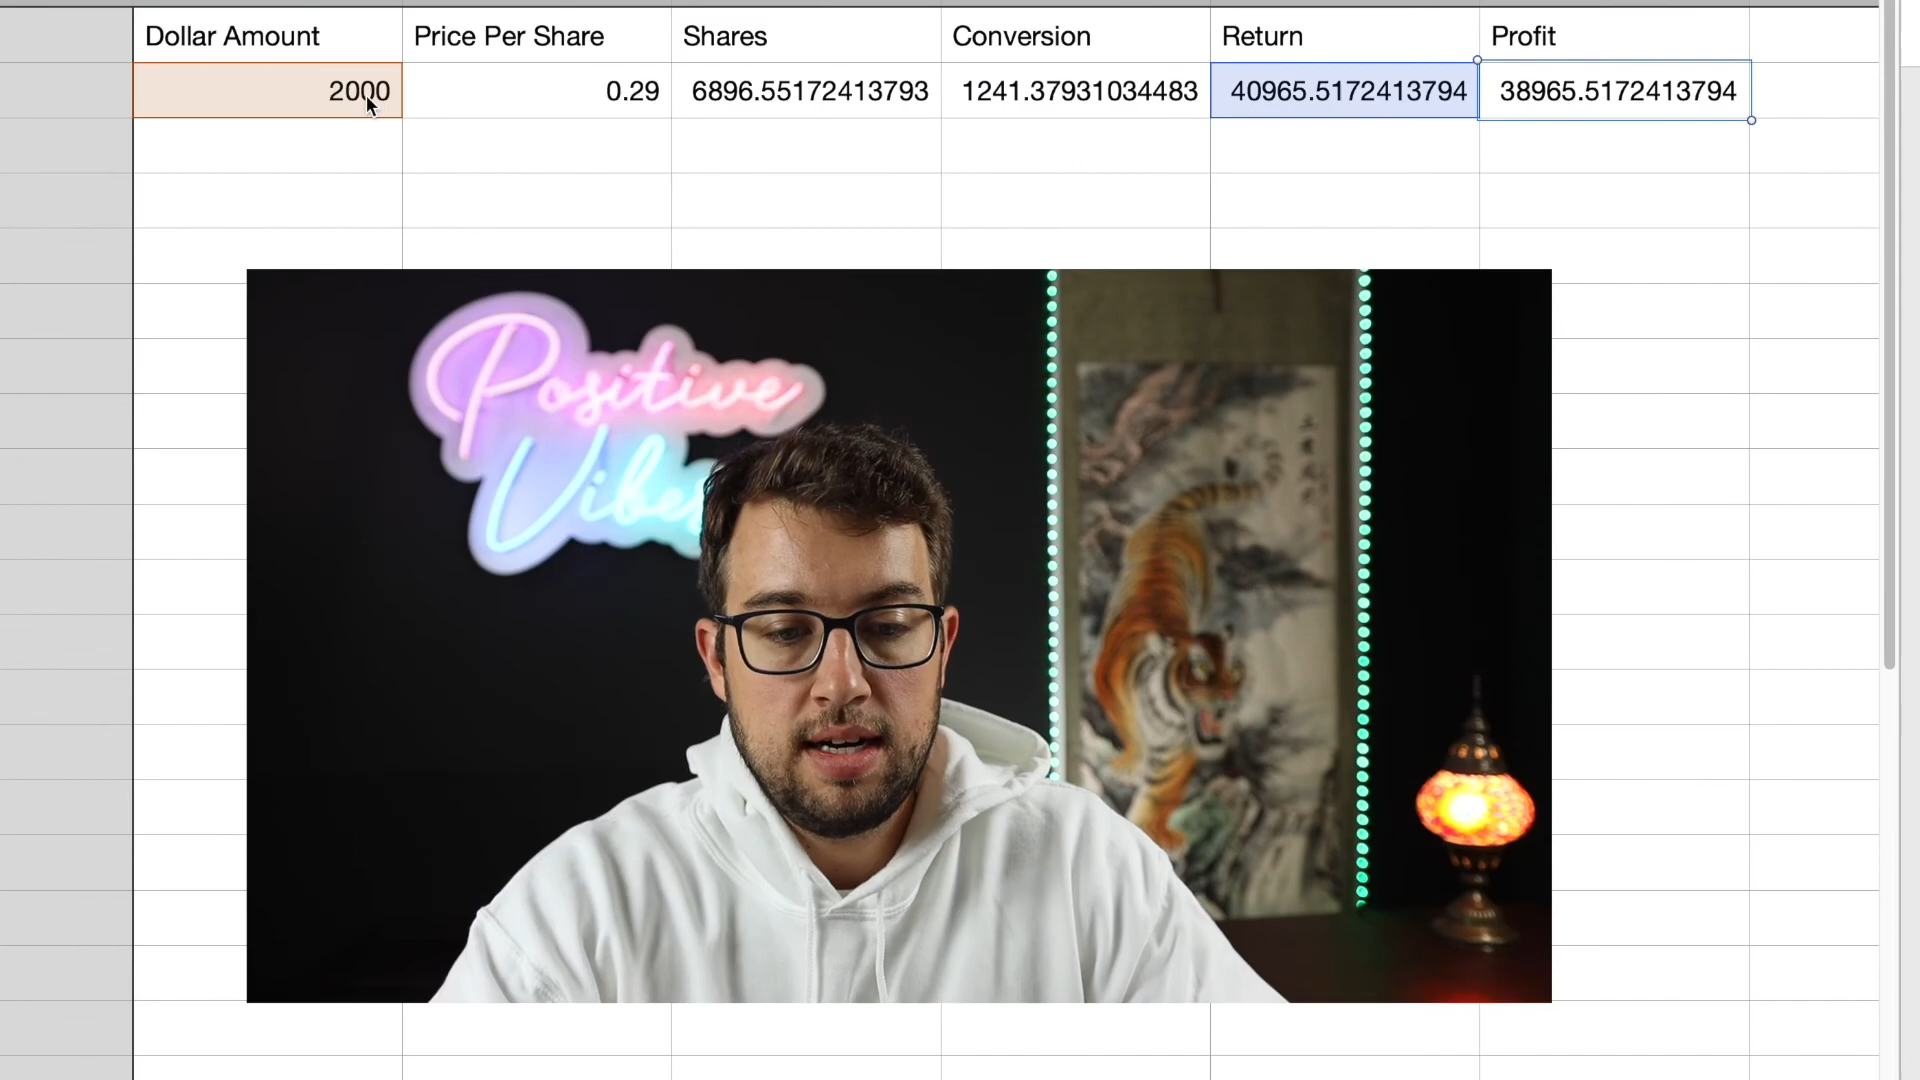 Dollar Amount Price Per Share Shares Conversion Return Profit
2000 0.29 6896.55172413793 1241.37931034483 40965.5172413794 38965.5172413794
Positive
Vibes